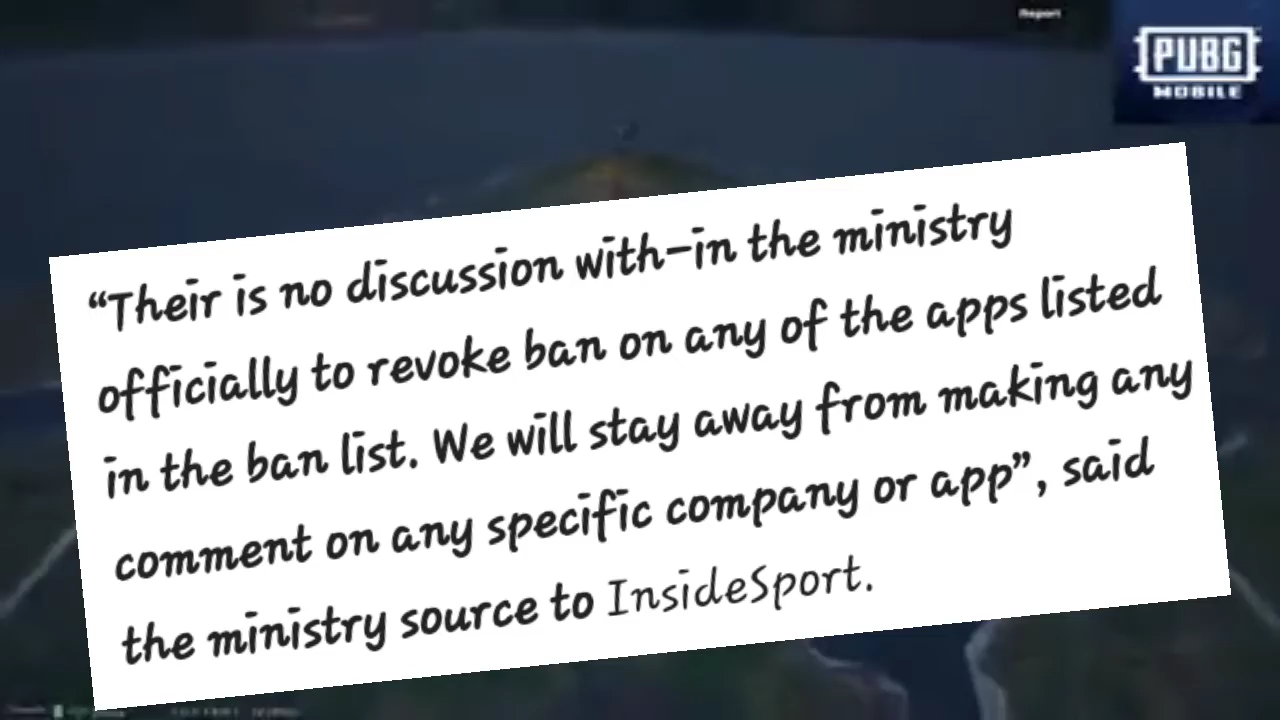 Report
PUBG
MOBILE
“Their is no discussion with-in the ministry
officially to revoke ban on any of the apps listed
in the ban list. We will stay away from making any
comment on any specific company or app”, said
the ministry source to InsideSport.